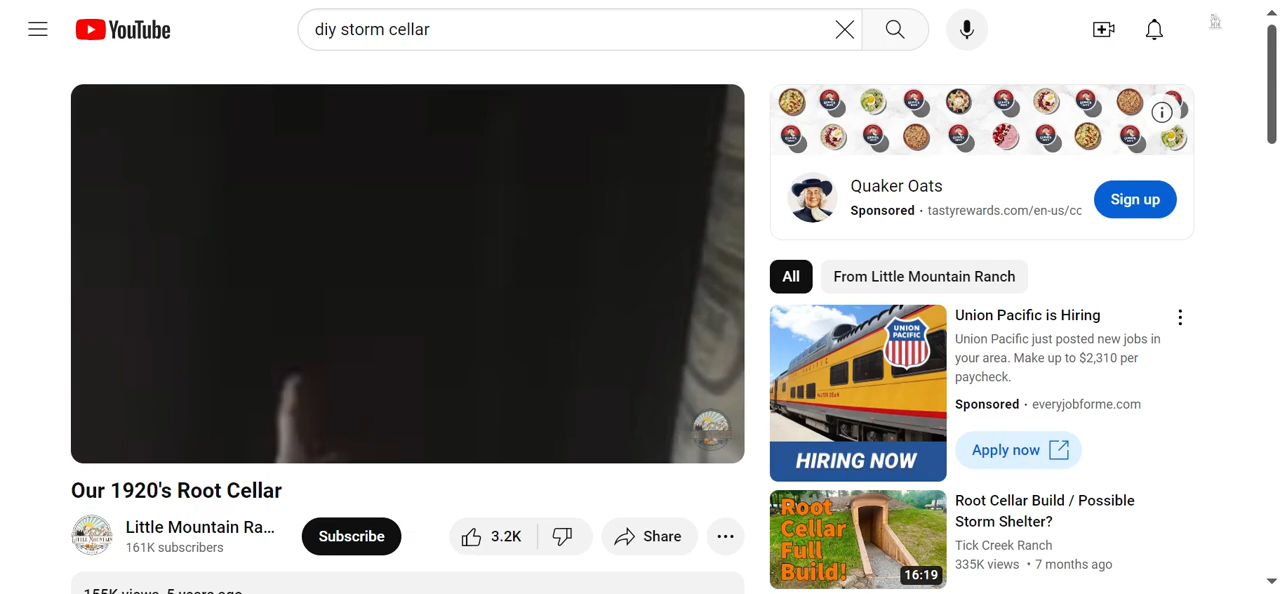 YouTube
diy storm cellar
Quaker Oats
Sponsored · tastyrewards.com/en-us/cc
Sign up
All
From Little Mountain Ranch
UNION
PACIFIC
HIRING NOW
Union Pacific is Hiring
Union Pacific just posted new jobs in
your area. Make up to $2,310 per
paycheck.
Sponsored · everyjobforme.com
Apply now
Our 1920's Root Cellar
Little Mountain Ra...
161K subscribers
Subscribe
3.2K
Share
Root
Cellar
Full
Build!
16:19
Root Cellar Build / Possible
Storm Shelter?
Tick Creek Ranch
335K views • 7 months ago
155K views 5 years ago